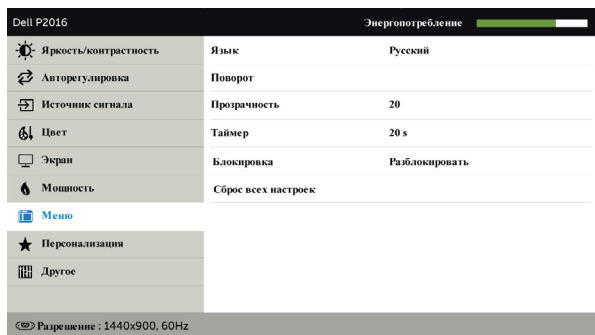 Dell P2016 Энергопотребление
Яркость/контрастность Язык Русский
Авторегулировка Поворот
Источник сигнала Прозрачность 20
Цвет Таймер 20 s
Экран Блокировка Разблокировать
Мощность Сброс всех настроек
Меню
Персонализация
Другое
Разрешение : 1440x900, 60Hz